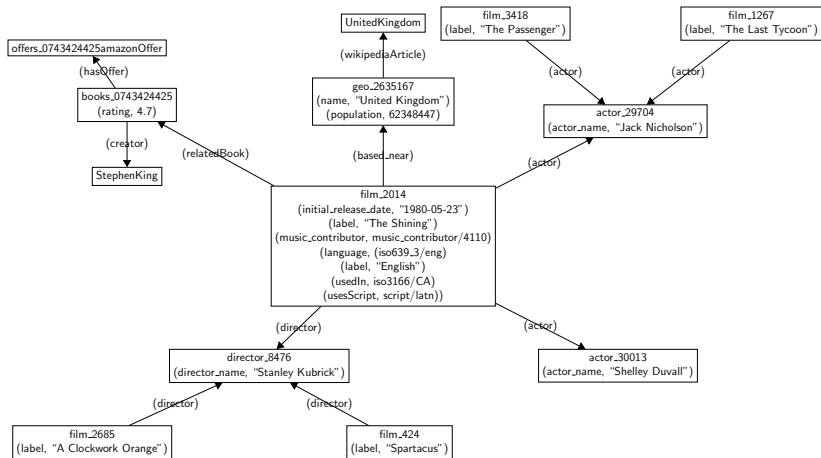 film_3418
(label, “The Passenger”)
film_1267
(label, “The Last Tycoon”)
UnitedKingdom
offers_0743424425amazonOffer
(wikipediaArticle)
(hasOffer)
(actor)
(actor)
books_0743424425
(rating, 4.7)
geo_2635167
(name, “United Kingdom”)
(population, 62348447)
actor_29704
(actor_name, “Jack Nicholson”)
(creator)
(relatedBook)
(based_near)
(actor)
StephenKing
film_2014
(initial_release_date, “1980-05-23”)
(label, “The Shining”)
(music_contributor, music_contributor/4110)
(language, (iso639_3/eng)
(label, “English”)
(usedIn, iso3166/CA)
(usesScript, script/latn))
(director)
(actor)
director_8476
(director_name, “Stanley Kubrick”)
actor_30013
(actor_name, “Shelley Duvall”)
(director)
(director)
film_2685
(label, “A Clockwork Orange”)
film_424
(label, “Spartacus”)